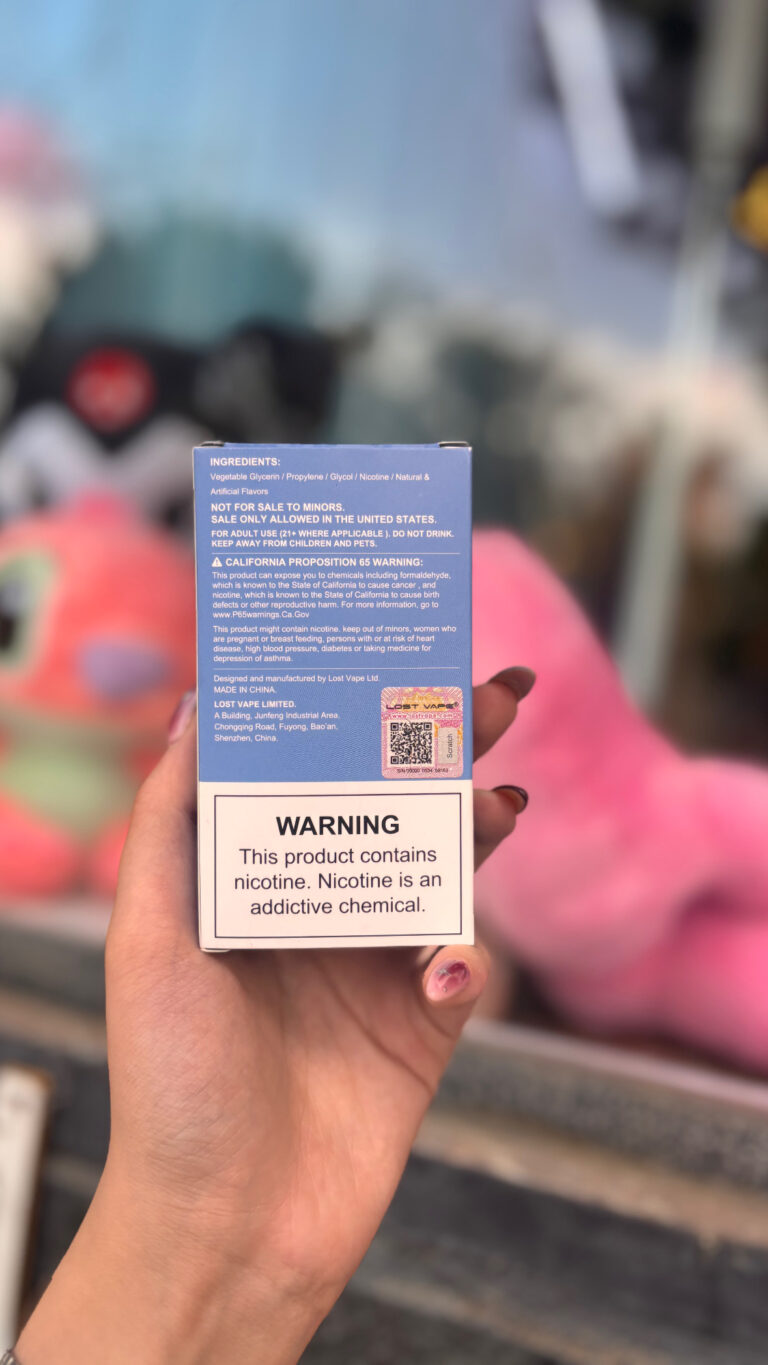 INGREDIENTS:
Vegetable Glycerin / Propylene / Glycol / Nicotine / Natural &
Artificial Flavors
NOT FOR SALE TO MINORS.
SALE ONLY ALLOWED IN THE UNITED STATES.
FOR ADULT USE (21+ WHERE APPLICABLE ). DO NOT DRINK.
KEEP AWAY FROM CHILDREN AND PETS.
CALIFORNIA PROPOSITION 65 WARNING:
This product can expose you to chemicals including formaldehyde,
which is known to the State of California to cause cancer , and
nicotine, which is known to the State of California to cause birth
defects or other reproductive harm. For more information, go to
www.P65warnings.Ca.Gov
This product might contain nicotine. keep out of minors, women who
are pregnant or breast feeding, persons with or at risk of heart
disease, high blood pressure, diabetes or taking medicine for
depression of asthma.
Designed and manufactured by Lost Vape Ltd.
MADE IN CHINA.
LOST VAPE LIMITED.
A Building, Junfeng Industrial Area.
Chongqing Road, Fuyong, Bao'an.
Shenzhen, China.
LOST VAPE
www.lostvape.com
Scratch
WARNING
This product contains
nicotine. Nicotine is an
addictive chemical.